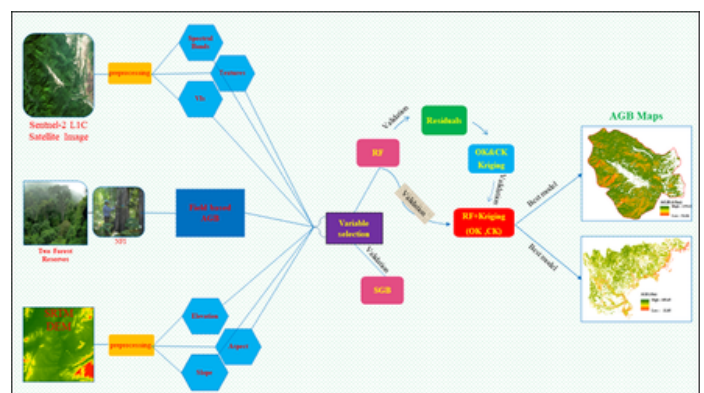 Sentinel-2 L1C
Satellite Image
preprocessing
Spectral
Bands
Textures
VIs
Two Forest
Reserves
NFI
Field based
AGB
SRTM
DEM
preprocessing
Elevation
Aspect
Slope
Variable
selection
RF
Validation
SGB
Validation
Residuals
OK&CK
Kriging
Validation
Validation
RF+Kriging
(OK ,CK)
Best model
Best model
AGB Maps